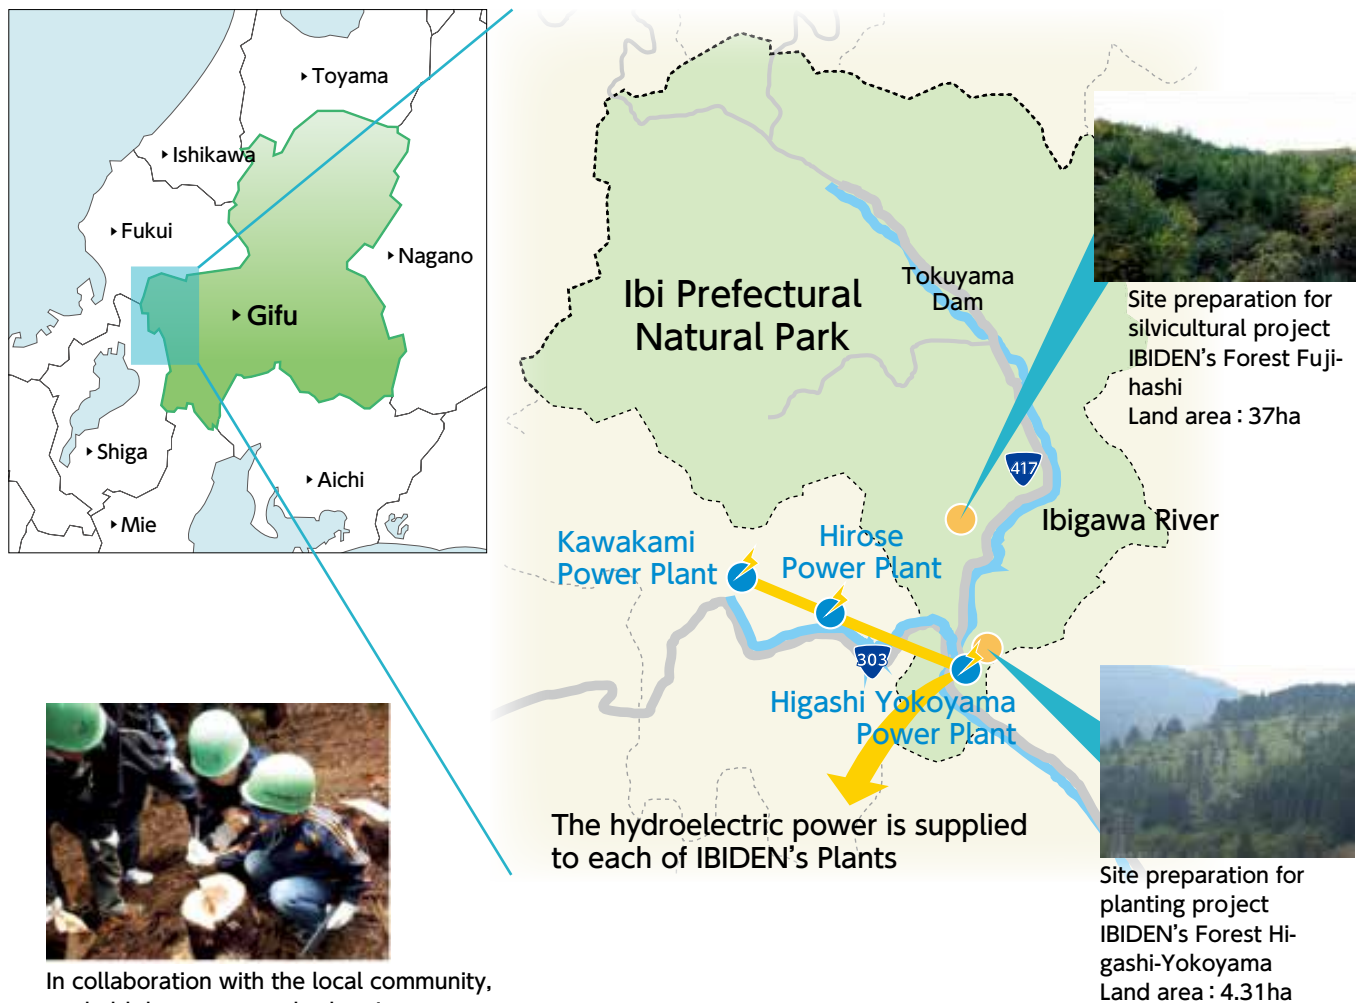 Toyama
Ishikawa
Fukui
Nagano
Gifu
Shiga
Aichi
Mie
Ibi Prefectural
Natural Park
Tokuyama
Dam
417
Ibigawa River
Kawakami
Power Plant
Hirose
Power Plant
303
Higashi Yokoyama
Power Plant
The hydroelectric power is supplied
to each of IBIDEN's Plants
Site preparation for
silvicultural project
IBIDEN's Forest Fuji-
hashi
Land area : 37ha
Site preparation for
planting project
IBIDEN's Forest Hi-
gashi-Yokoyama
Land area : 4.31ha
In collaboration with the local community,